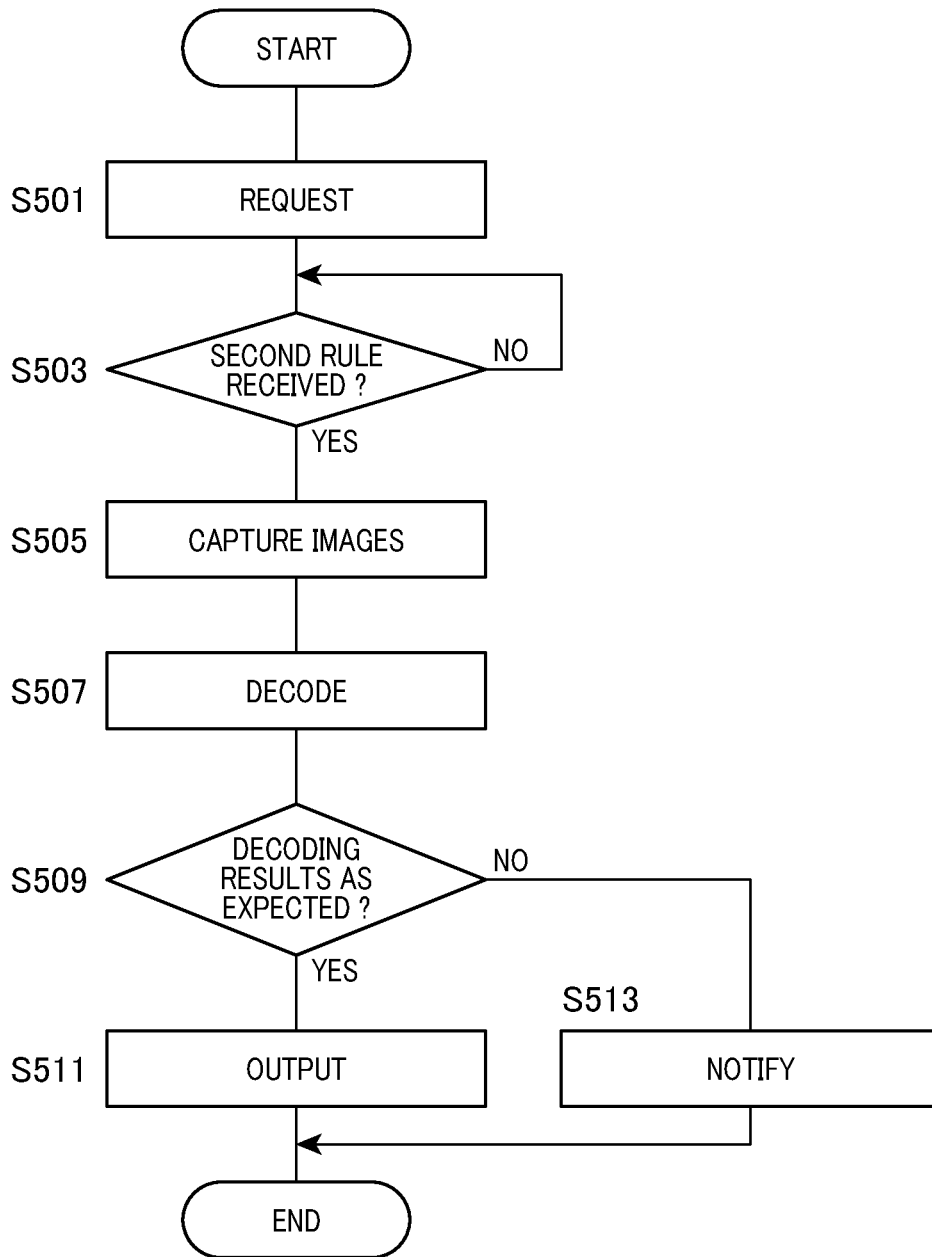 START
S501
REQUEST
S503
SECOND RULE
RECEIVED ?
NO
YES
S505
CAPTURE IMAGES
S507
DECODE
S509
DECODING
RESULTS AS
EXPECTED ?
NO
YES
S513
S511
OUTPUT
NOTIFY
END